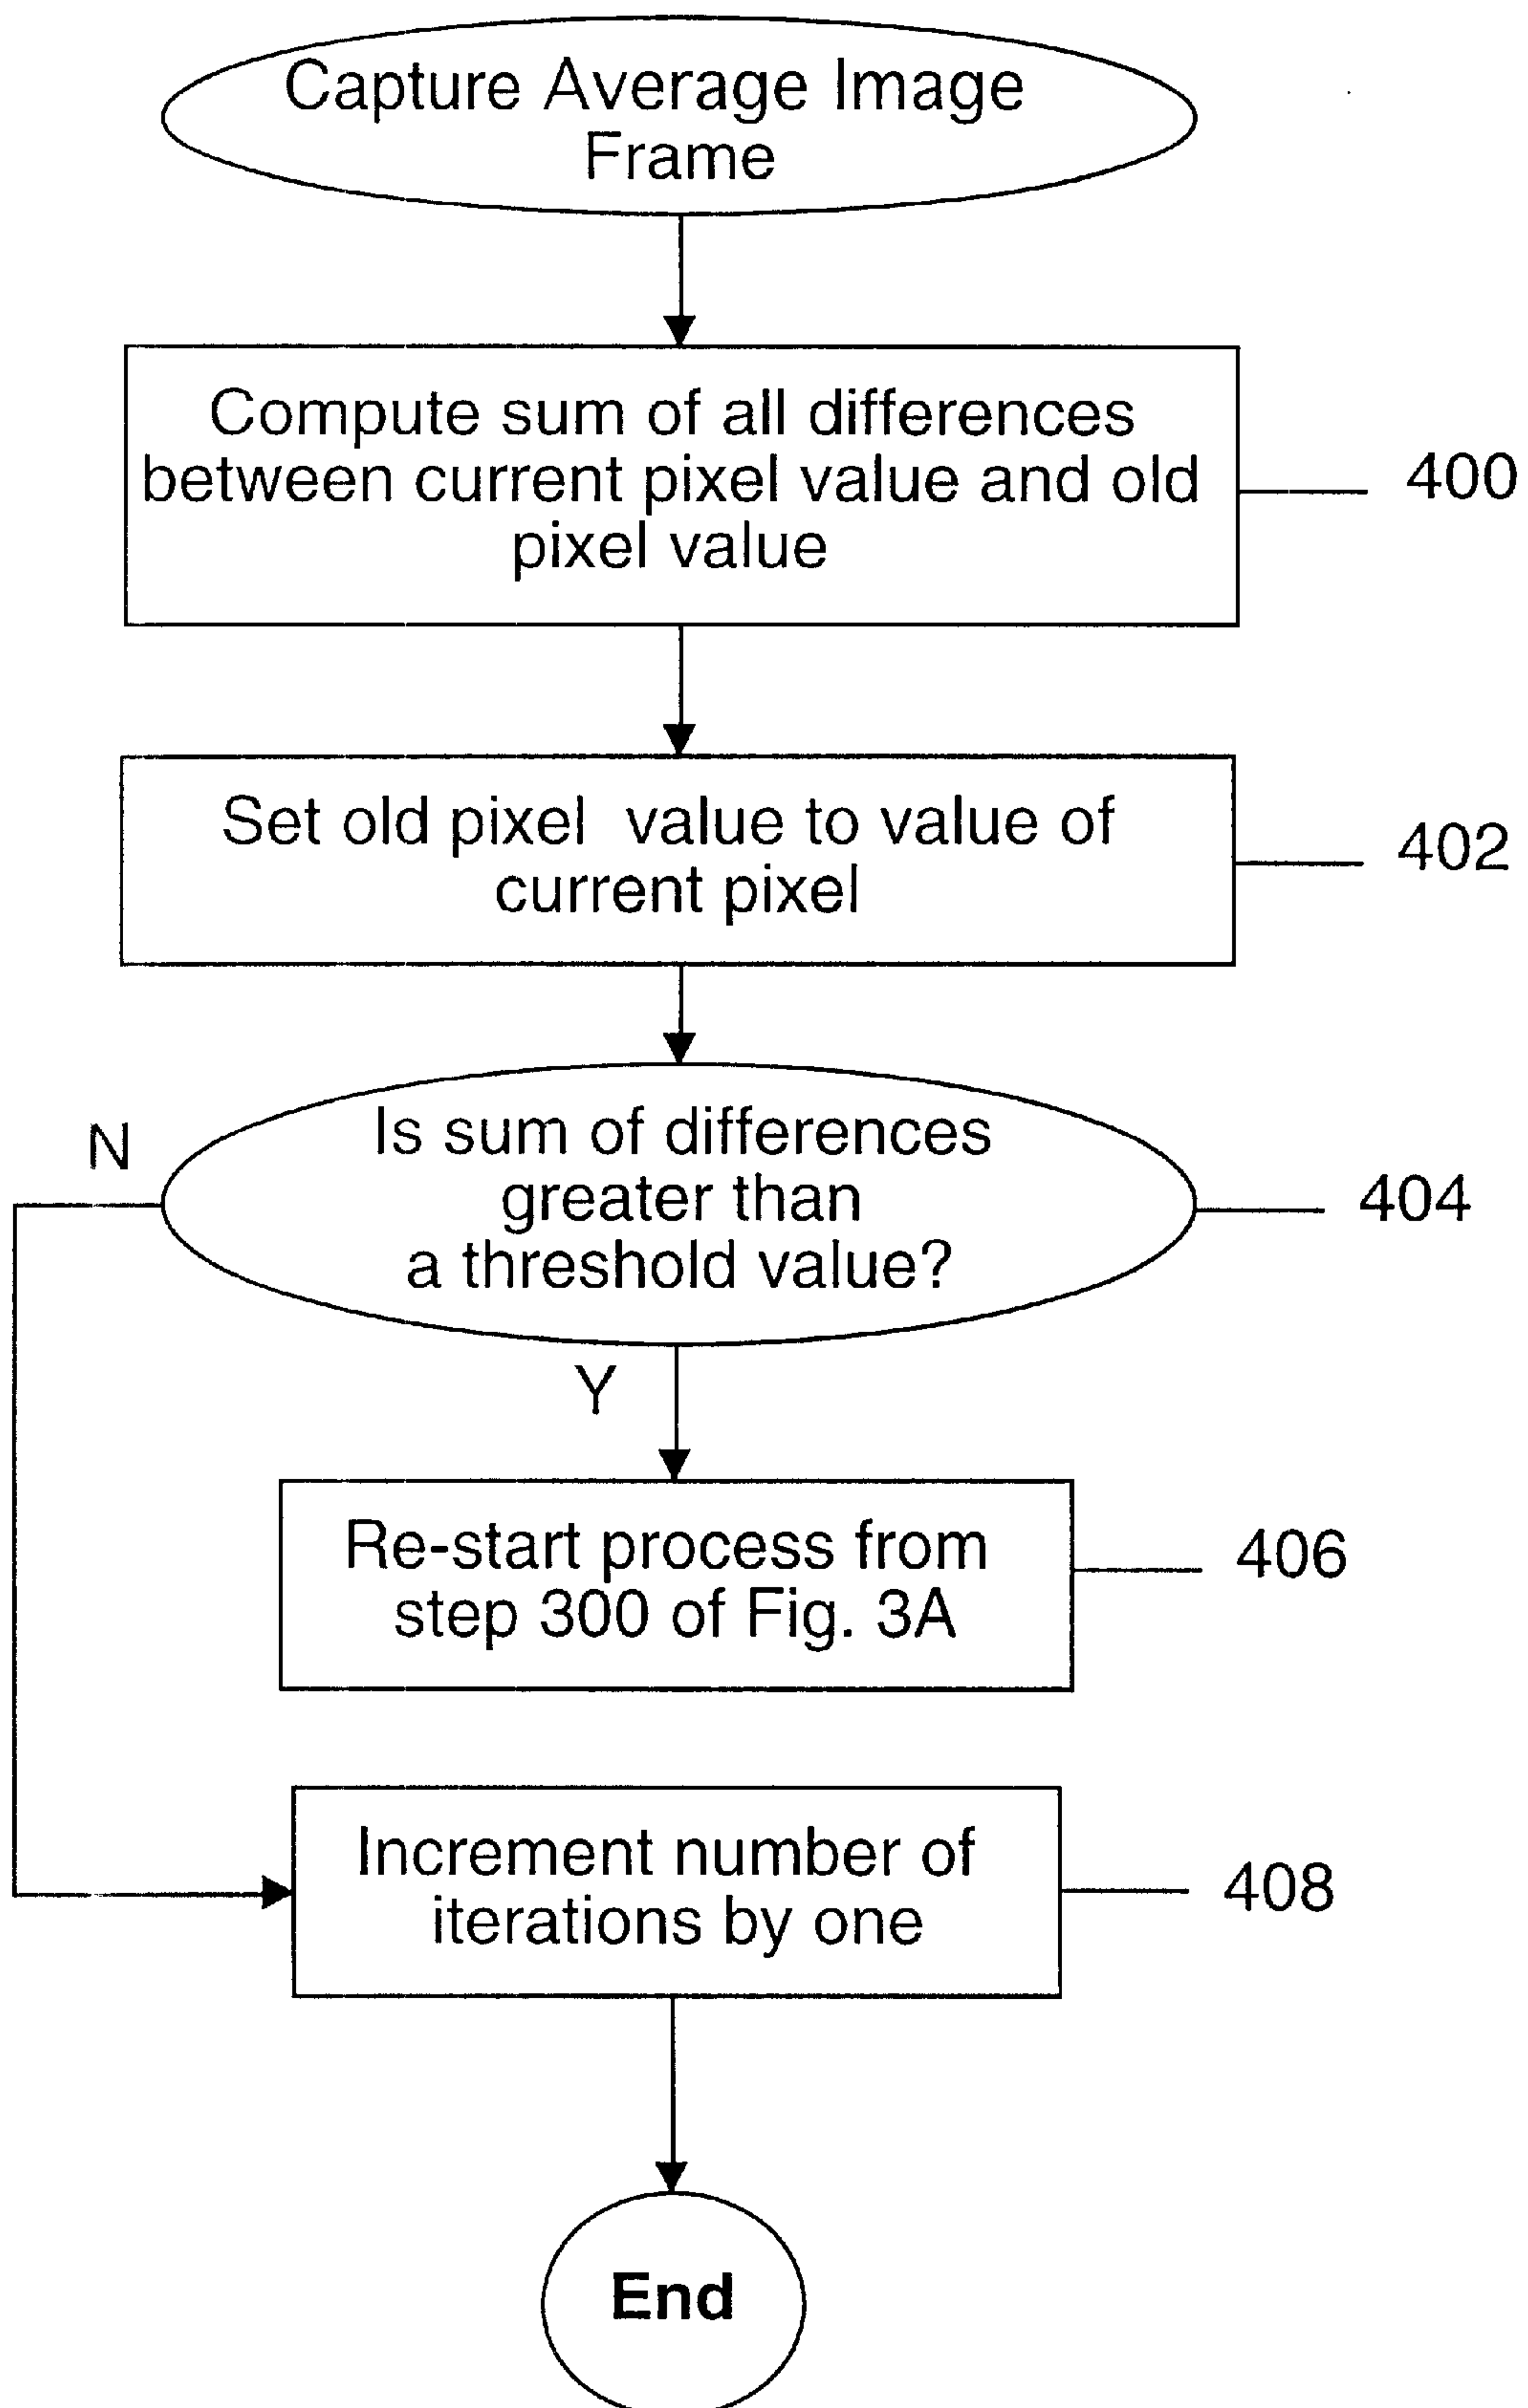 Capture Average Image
Frame
Compute sum of all differences
between current pixel value and old
pixel value
400
Set old pixel value to value of
current pixel
402
N
Is sum of differences
greater than
a threshold value?
404
Y
Re-start process from
step 300 of Fig. 3A
406
Increment number of
iterations by one
408
End